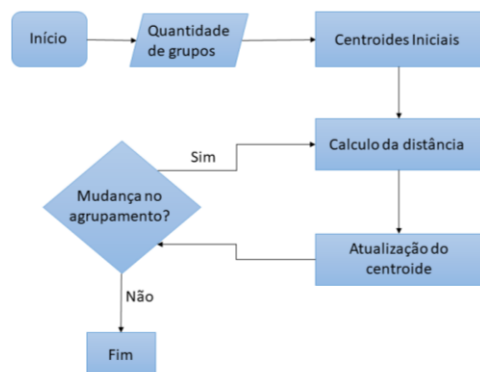 Início
Quantidade
de grupos
Centroides Iniciais
Calculo da distância
Sim
Mudança no
agrupamento?
Atualização do
centroide
Não
Fim